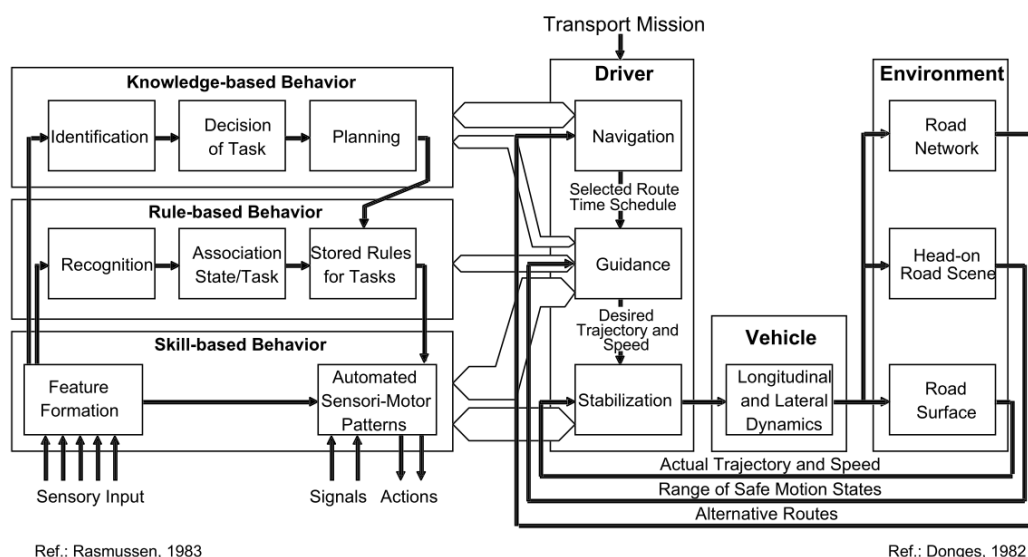 Transport Mission
Knowledge-based Behavior
Identification
Decision
of Task
Planning
Rule-based Behavior
Recognition
Association
State/Task
Stored Rules
for Tasks
Skill-based Behavior
Feature
Formation
Automated
Sensori-Motor
Patterns
Sensory Input
Signals
Actions
Driver
Navigation
Selected Route
Time Schedule
Guidance
Desired
Trajectory and
Speed
Stabilization
Vehicle
Longitudinal
and Lateral
Dynamics
Environment
Road
Network
Head-on
Road Scene
Road
Surface
Actual Trajectory and Speed
Range of Safe Motion States
Alternative Routes
Ref.: Rasmussen, 1983
Ref.: Donges, 1982